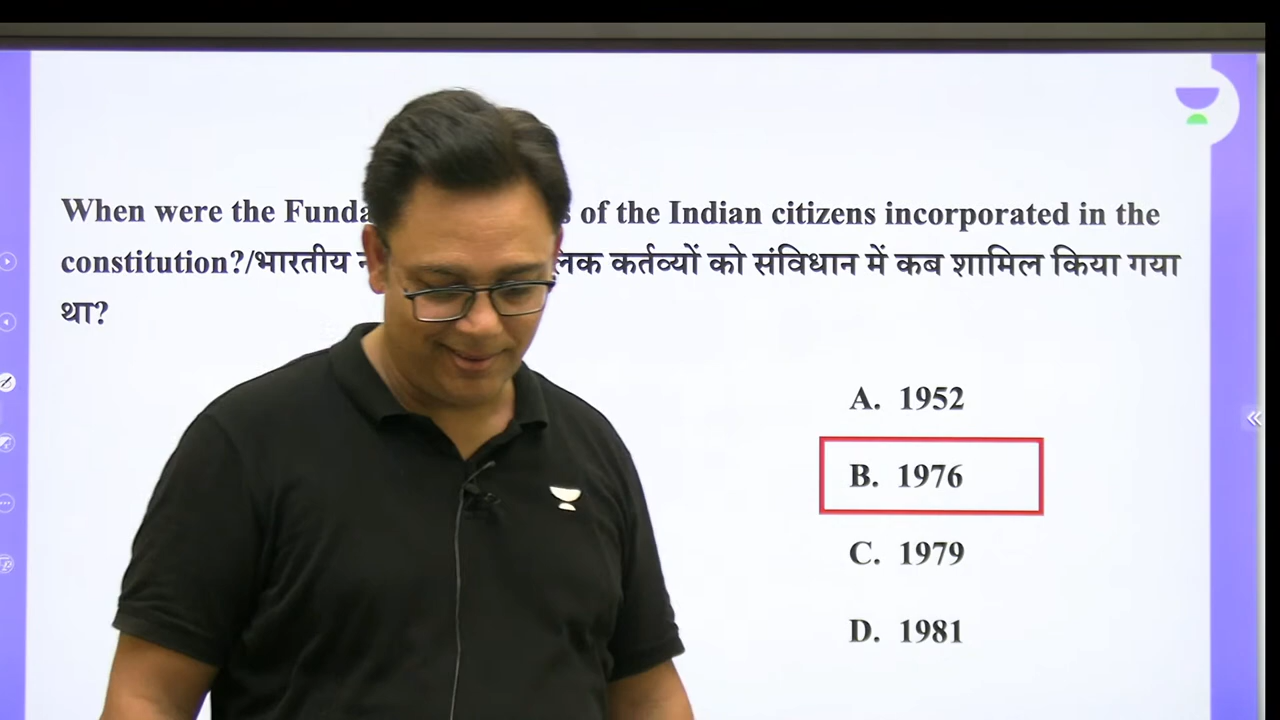 When were the of the Indian citizens incorporated in the
constitution?/भारतीय कर्तव्यों को संविधान में कब शामिल किया गया
था?
A. 1952
B. 1976
C. 1979
D. 1981